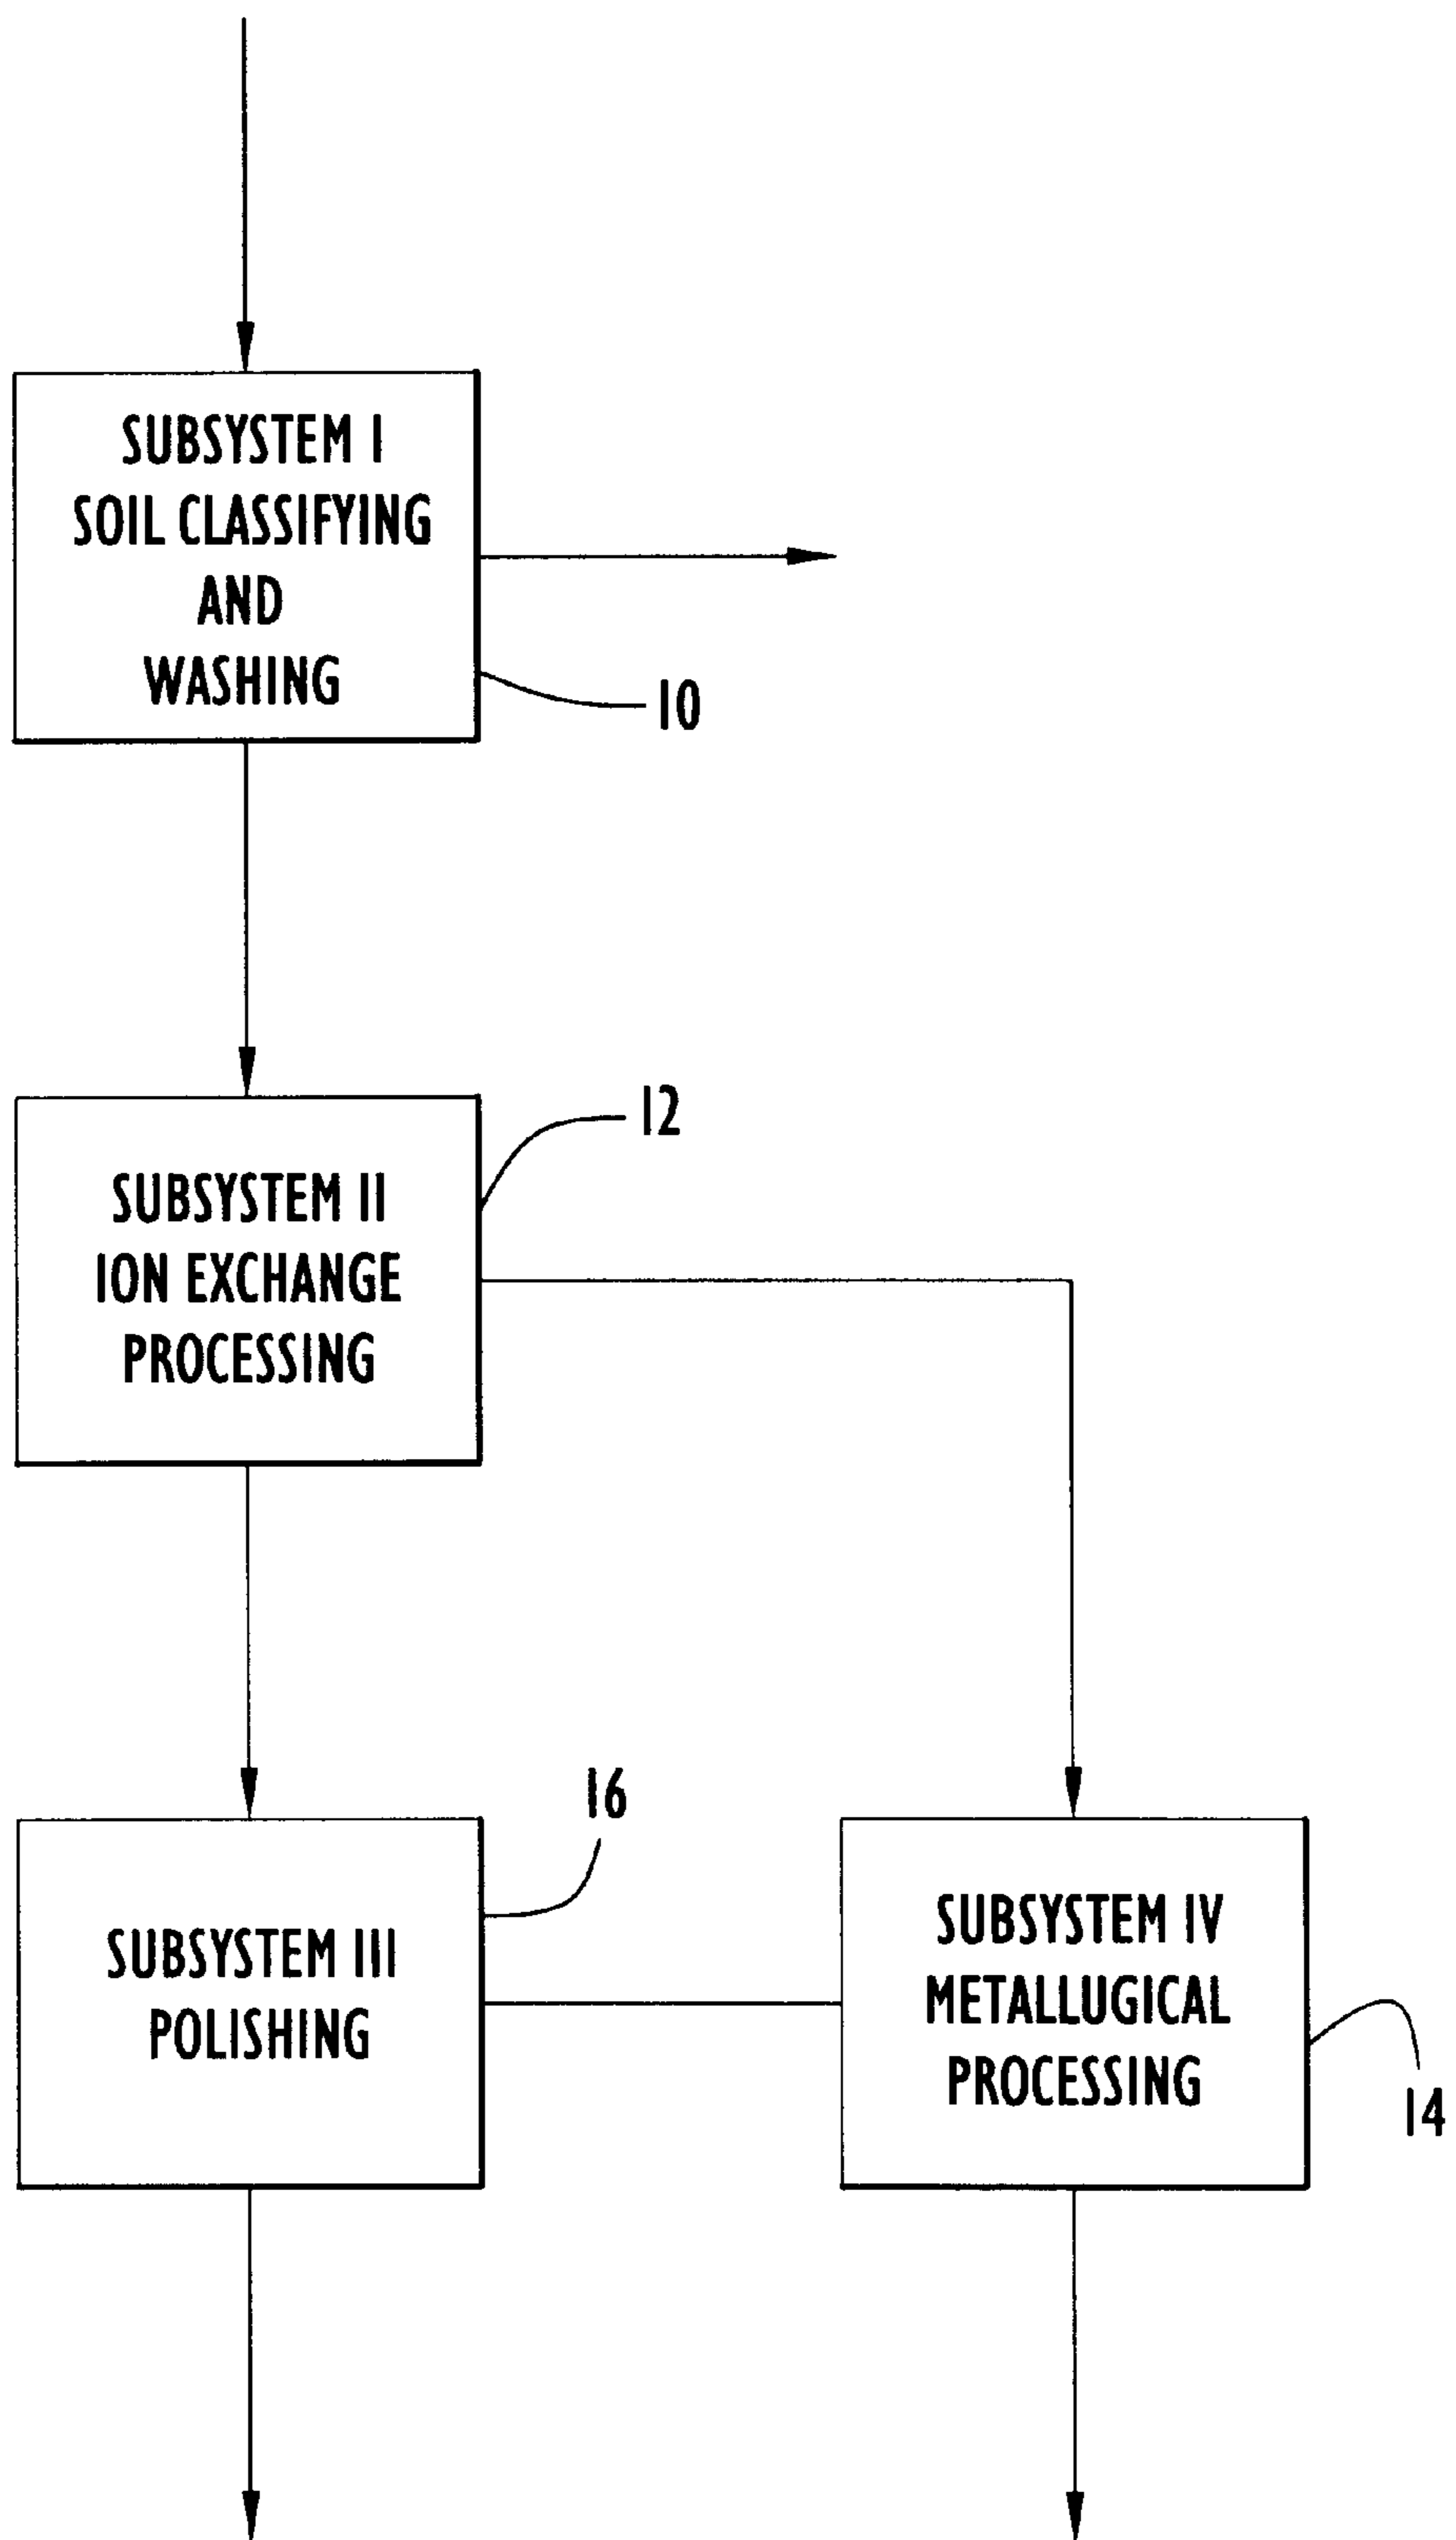 SUBSYSTEM I
SOIL CLASSIFYING
AND
WASHING
10
12
SUBSYSTEM II
ION EXCHANGE
PROCESSING
16
SUBSYSTEM III
POLISHING
SUBSYSTEM IV
METALLUGICAL
PROCESSING
14